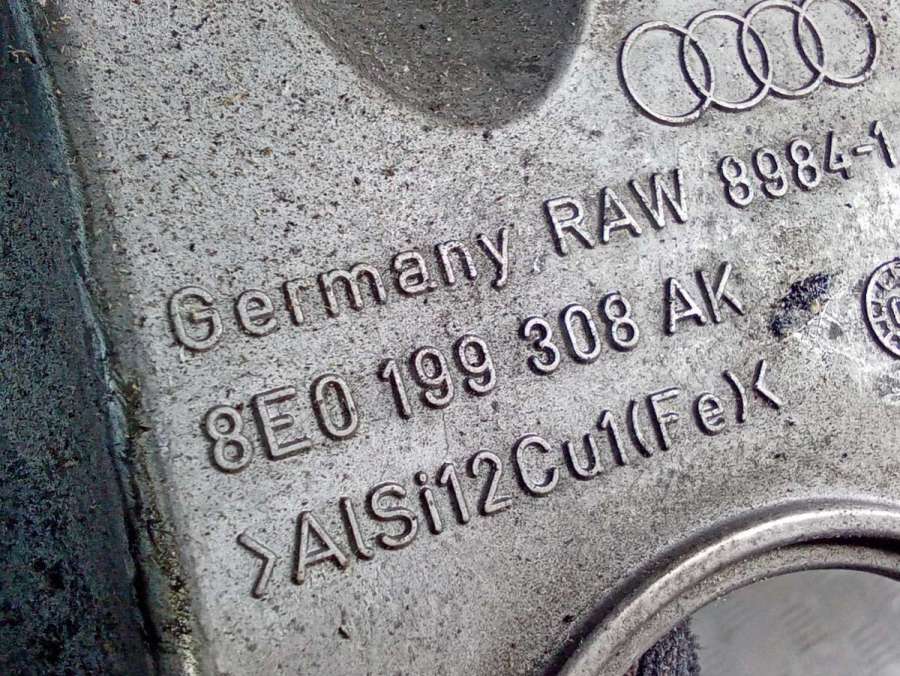 Germany RAW 8984-1
8E0 199 308 AK
>AlSi12Cu1(Fe)<